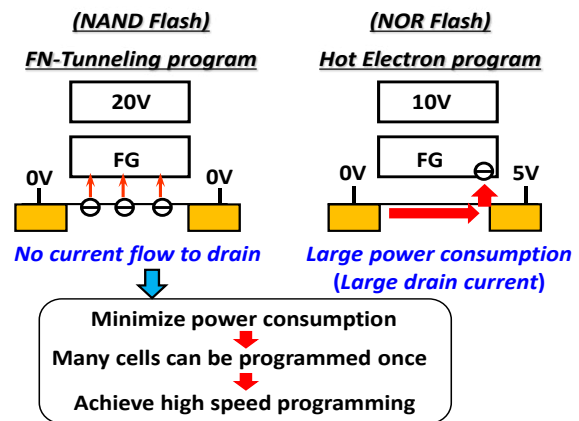 (NAND Flash)
FN-Tunneling program
20V
FG
0V
0V
No current flow to drain
(NOR Flash)
Hot Electron program
10V
FG
0V
5V
Large power consumption
(Large drain current)
Minimize power consumption
Many cells can be programmed once
Achieve high speed programming